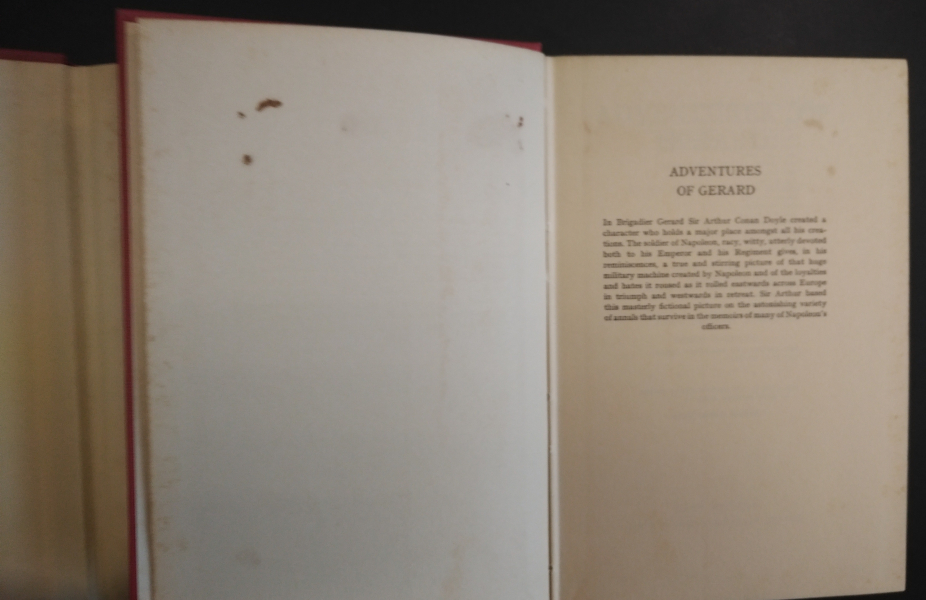 ADVENTURES
OF GERARD
In Brigadier Gerard Sir Arthur Conan Doyle created a
character who holds a major place amongst all his crea-
tions. The soldier of Napoleon, racy, witty, utterly devoted
both to his Emperor and his Regiment gives, in his
reminiscences, a true and stirring picture of that huge
military machine created by Napoleon and of the loyalties
and hates it roused as it rolled eastwards across Europe
in triumph and westwards in retreat. Sir Arthur based
this masterly fictional picture on the astonishing variety
of annals that survive in the memoirs of many of Napoleon's
officers.